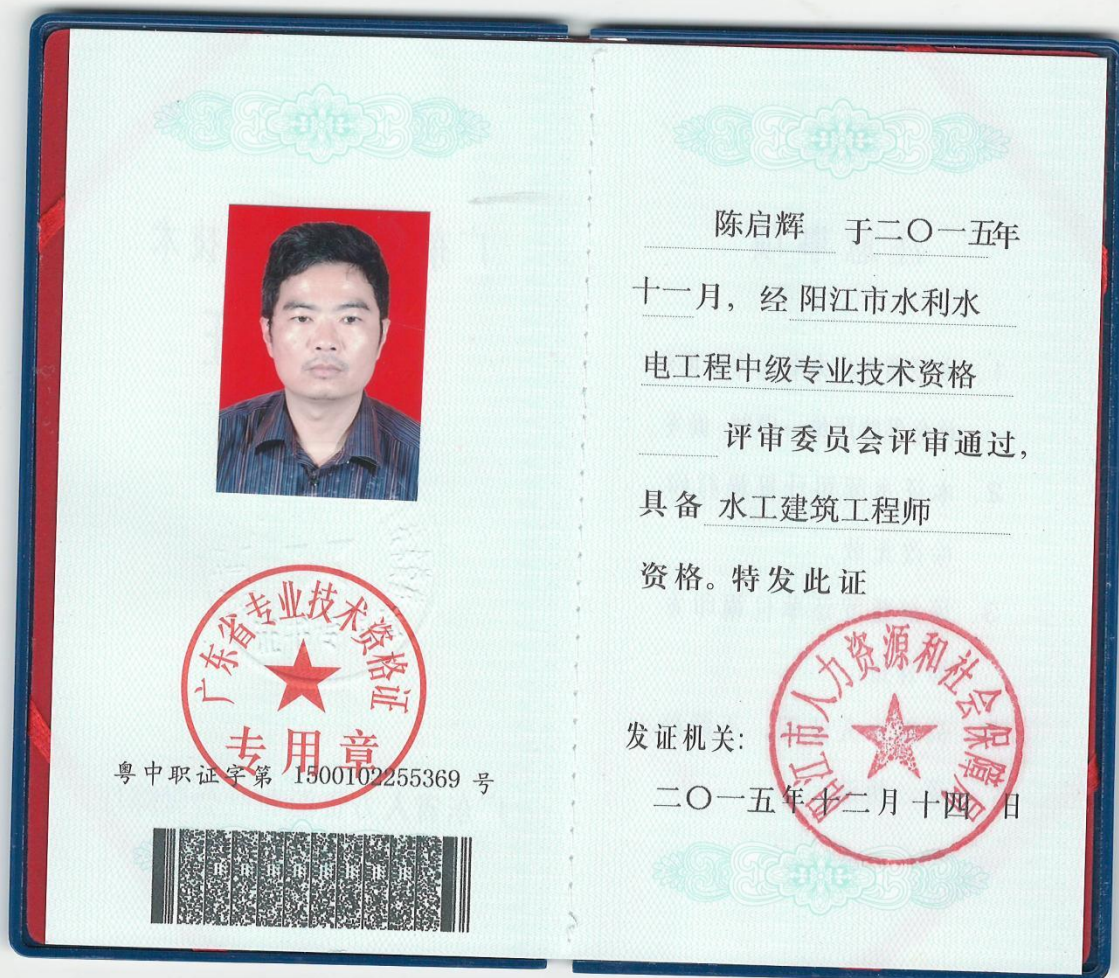 广东省专业技术资格证
专用章
粤中职证字第 1500102255369 号
陈启辉 于二〇一五年
十一月，经 阳江市水利水
电工程中级专业技术资格
评审委员会评审通过，
具备 水工建筑工程师
资格。特发此证
阳江市人力资源和社会保障局
发证机关:
二〇一五年十二月十四 日